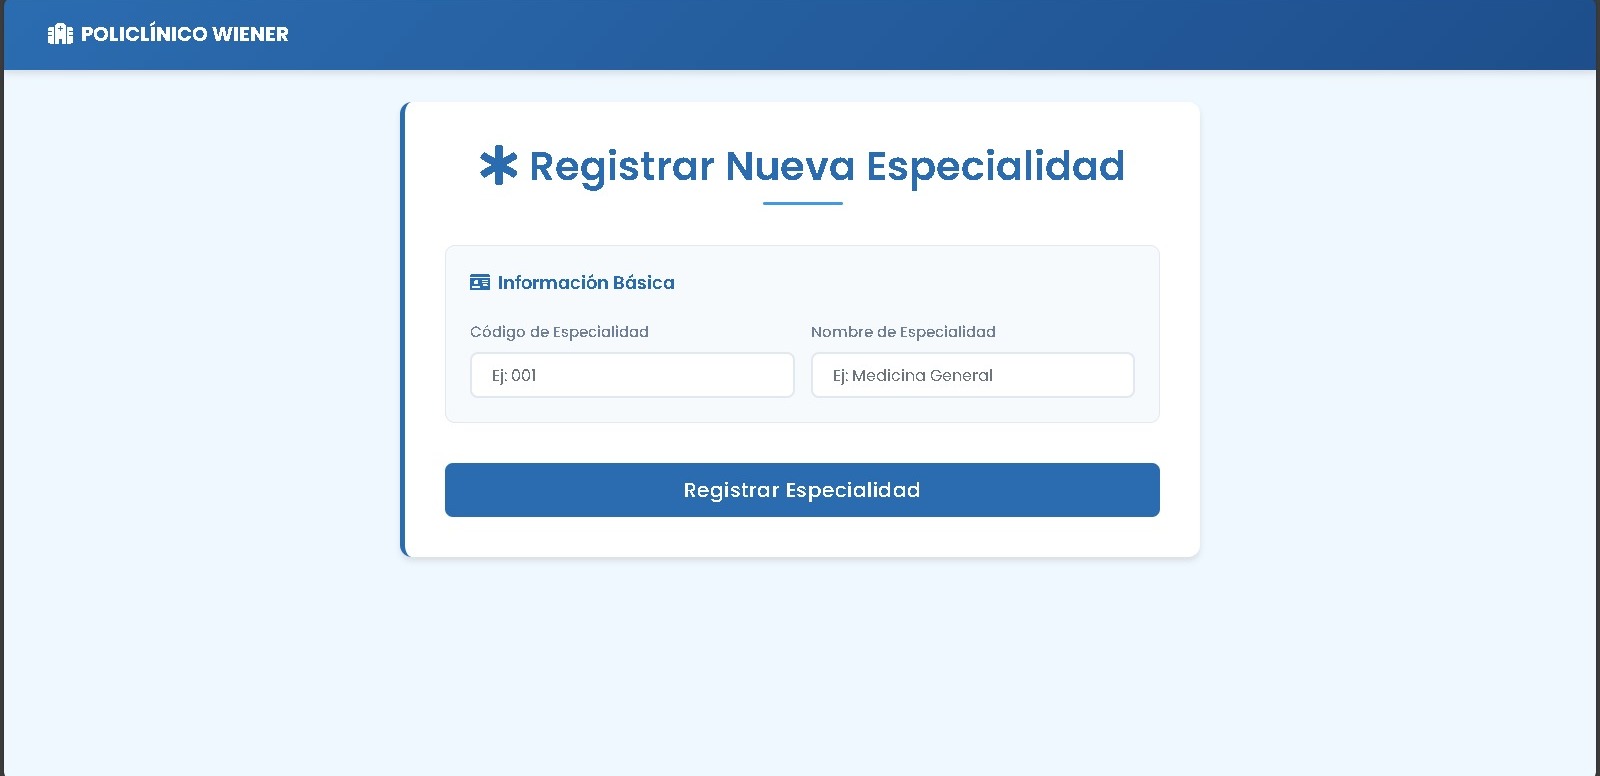 POLICLÍNICO WIENER
Registrar Nueva Especialidad
Información Básica
Código de Especialidad
Nombre de Especialidad
Ej: 001
Ej: Medicina General
Registrar Especialidad